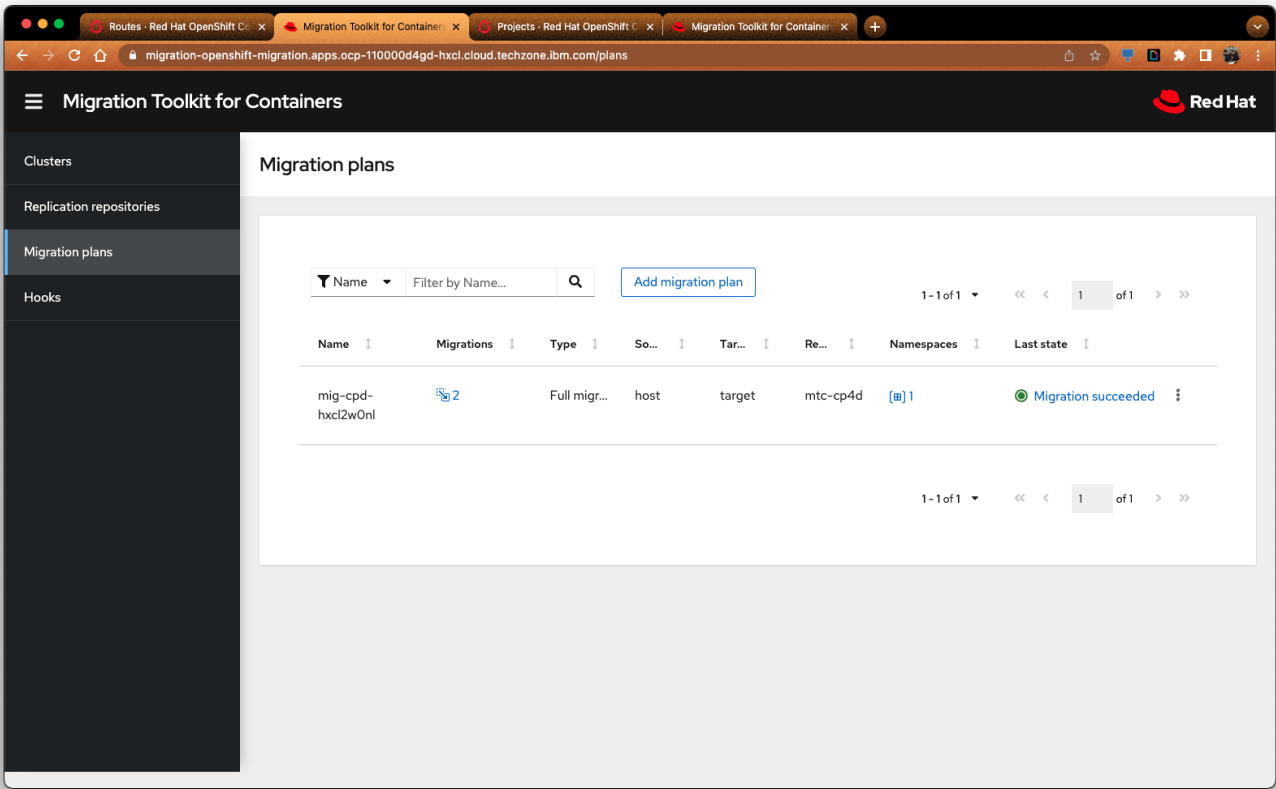 Routes · Red Hat OpenShift Co
Migration Toolkit for Containers
Projects · Red Hat OpenShift C
Migration Toolkit for Containers
migration-openshift-migration.apps.ocp-110000d4gd-hxcl.cloud.techzone.ibm.com/plans
Migration Toolkit for Containers
Red Hat
Clusters
Replication repositories
Migration plans
Hooks
Migration plans
Name Filter by Name... Add migration plan
1 - 1 of 1 1 of 1
Name Migrations Type So... Tar... Re... Namespaces Last state
mig-cpd-hxcl2w0nl 2 Full migr... host target mtc-cp4d 1 Migration succeeded
1 - 1 of 1 1 of 1